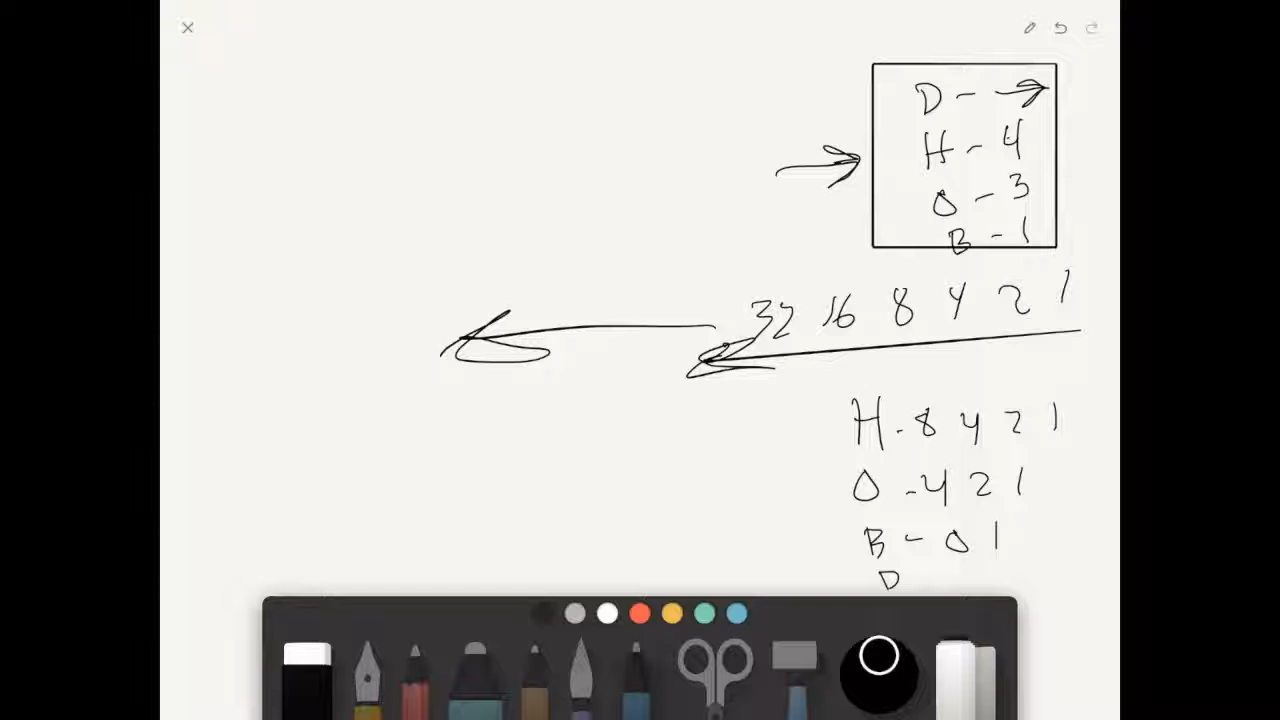 D - →
H - 4
O - 3
B - 1
32 16 8 4 2 1
H - 8 4 2 1
O - 4 2 1
B - 0 1
D